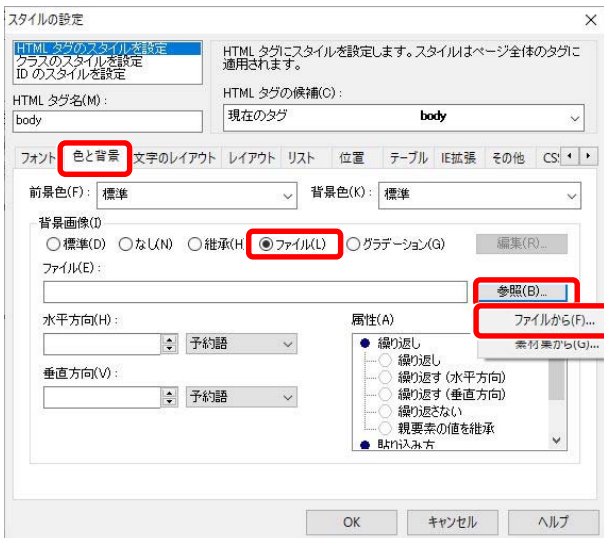 スタイルの設定
HTML タグのスタイルを設定
クラスのスタイルを設定
ID のスタイルを設定
HTML タグにスタイルを設定します。スタイルはページ全体のタグに
適用されます。
HTML タグ名(M):
HTML タグの候補(C):
body
現在のタグ body
フォント 色と背景 文字のレイアウト レイアウト リスト 位置 テーブル IE拡張 その他 CS
前景色(F): 標準 背景色(K): 標準
背景画像(I)
標準(D) なし(N) 継承(H ファイル(L) グラデーション(G) 編集(R)...
ファイル(E):
参照(B)...
ファイルから(F)...
素材集から(G)...
水平方向(H):
属性(A)
予約語
繰り返し
繰り返し
垂直方向(V):
繰り返す (水平方向)
予約語
繰り返す (垂直方向)
繰り返さない
親要素の値を継承
貼り込み方
OK キャンセル ヘルプ